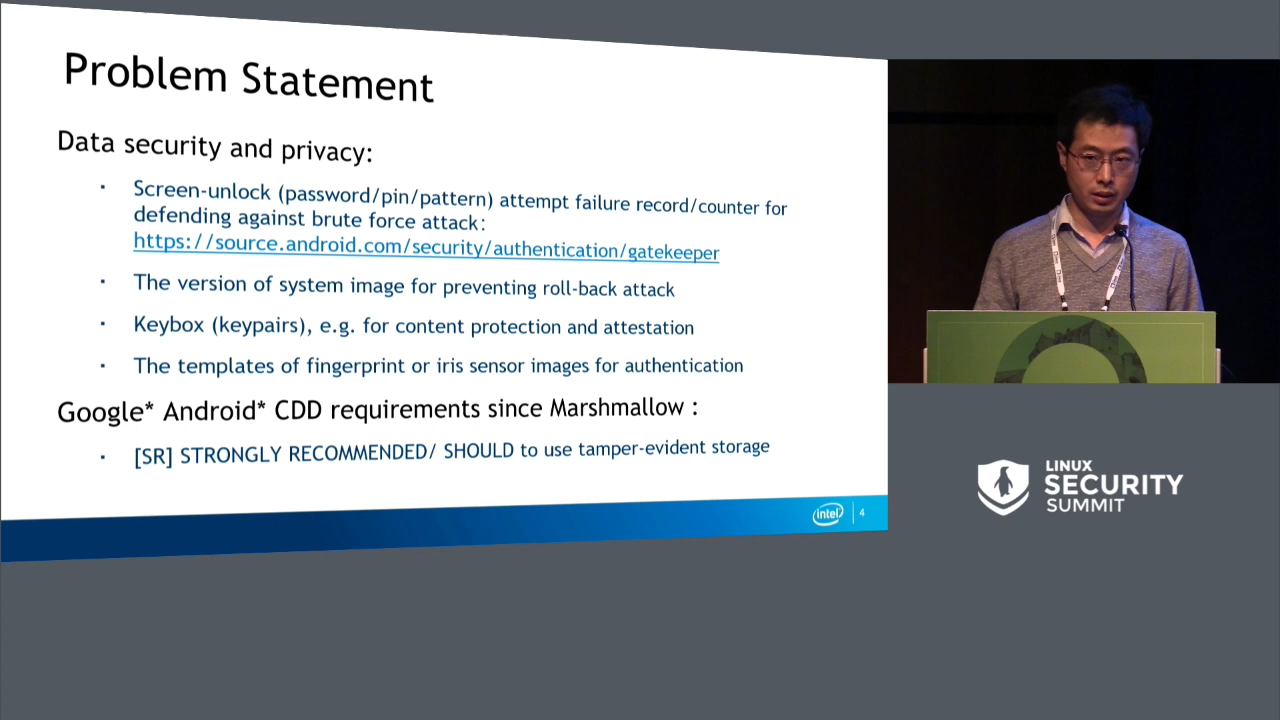 Problem Statement
Data security and privacy:
· Screen-unlock (password/pin/pattern) attempt failure record/counter for
defending against brute force attack:
https://source.android.com/security/authentication/gatekeeper
· The version of system image for preventing roll-back attack
· Keybox (keypairs), e.g. for content protection and attestation
· The templates of fingerprint or iris sensor images for authentication
Google* Android* CDD requirements since Marshmallow :
· [SR] STRONGLY RECOMMENDED/ SHOULD to use tamper-evident storage
intel
4
LINUX
SECURITY
SUMMIT